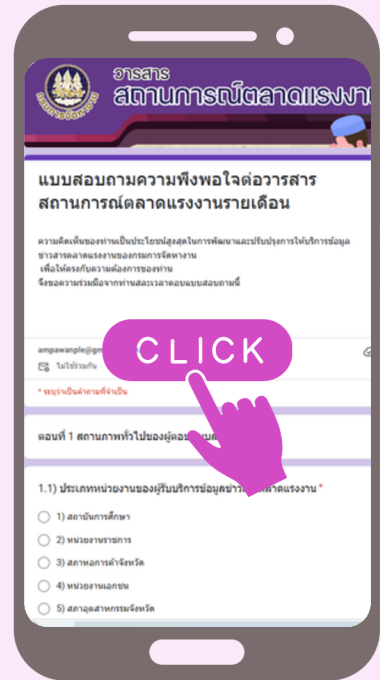 วารสาร
สถานการณ์ตลาดแรงงา
แบบสอบถามความพึงพอใจต่อวารสาร
สถานการณ์ตลาดแรงงานรายเดือน
ความคิดเห็นของท่านเป็นประโยชน์สูงสุดในการพัฒนาและปรับปรุงการให้บริการข้อมูล
ข่าวสารตลาดแรงงานของกรมการจัดหางาน
เพื่อให้ตรงกับความต้องการของท่าน
จึงขอความร่วมมือจากท่านสละเวลาตอบแบบสอบถามนี้
CLICK
ไม่ใช้ร่วมกัน
* ระบุว่าเป็นคำถามที่จำเป็น
ตอนที่ 1 สถานภาพทั่วไปของผู้ตอบ
1.1) ประเภทหน่วยงานของผู้รับบริการข้อมูลข่าว ตลาดแรงงาน *
1) สถาบันการศึกษา
2) หน่วยงานราชการ
3) สภาหอการค้าจังหวัด
4) หน่วยงานเอกชน
5) สภาอุตสาหกรรมจังหวัด